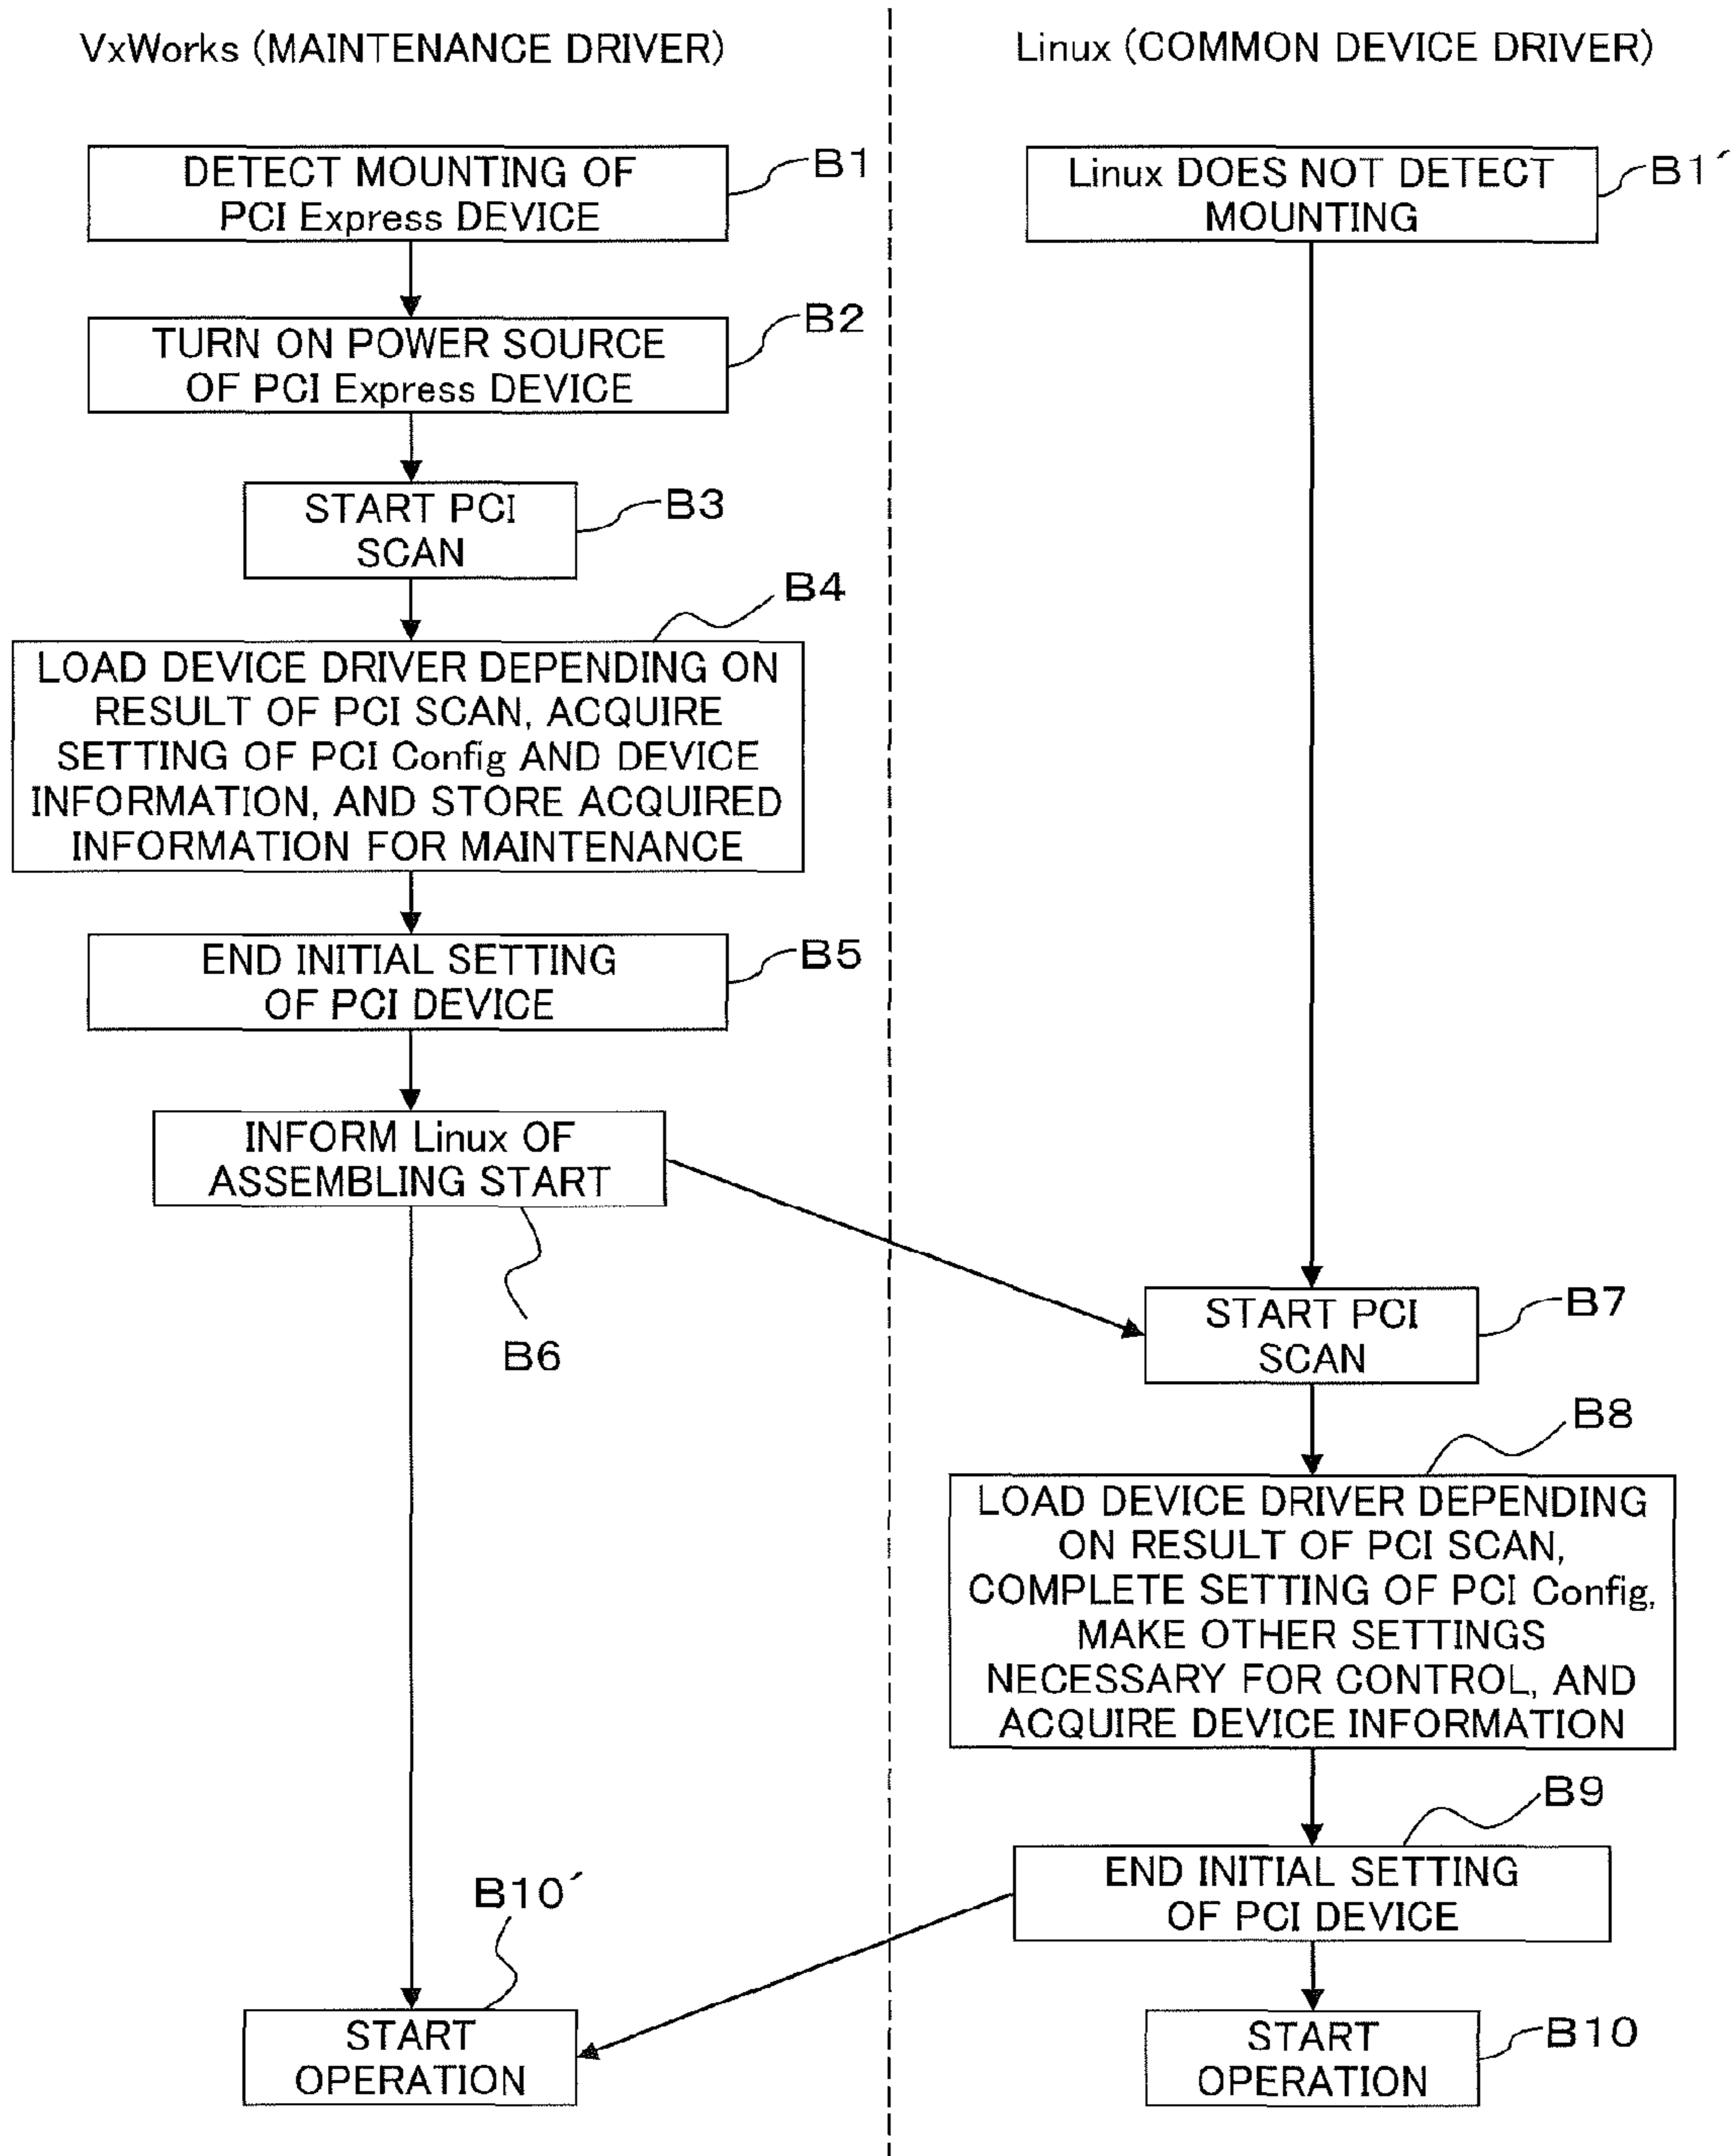 VxWorks (MAINTENANCE DRIVER)
Linux (COMMON DEVICE DRIVER)
DETECT MOUNTING OF
PCI Express DEVICE
B1
Linux DOES NOT DETECT
MOUNTING
B1´
TURN ON POWER SOURCE
OF PCI Express DEVICE
B2
START PCI
SCAN
B3
B4
LOAD DEVICE DRIVER DEPENDING ON
RESULT OF PCI SCAN, ACQUIRE
SETTING OF PCI Config AND DEVICE
INFORMATION, AND STORE ACQUIRED
INFORMATION FOR MAINTENANCE
END INITIAL SETTING
OF PCI DEVICE
B5
INFORM Linux OF
ASSEMBLING START
B6
START PCI
SCAN
B7
B8
LOAD DEVICE DRIVER DEPENDING
ON RESULT OF PCI SCAN,
COMPLETE SETTING OF PCI Config,
MAKE OTHER SETTINGS
NECESSARY FOR CONTROL, AND
ACQUIRE DEVICE INFORMATION
B9
END INITIAL SETTING
OF PCI DEVICE
B10´
START
OPERATION
START
OPERATION
B10